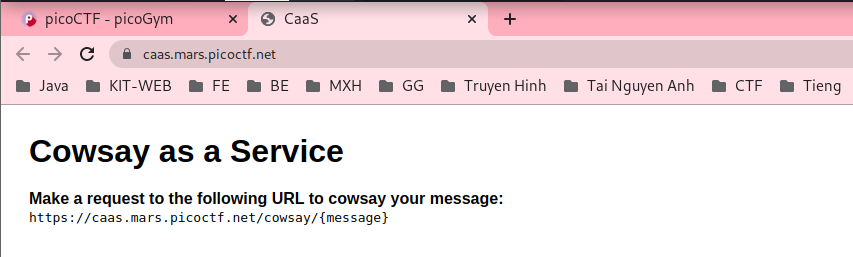 picoCTF - picoGym CaaS
caas.mars.picoctf.net
Java KIT-WEB FE BE MXH GG Truyen Hinh Tai Nguyen Anh CTF Tieng
Cowsay as a Service
Make a request to the following URL to cowsay your message:
https://caas.mars.picoctf.net/cowsay/{message}